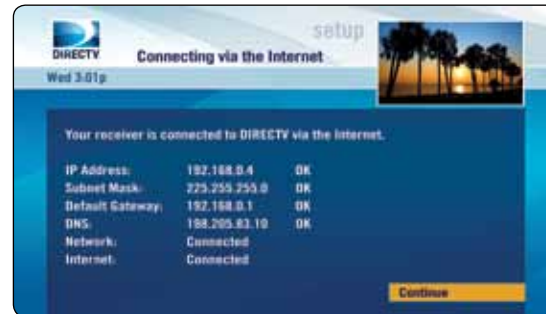 setup
DIRECTV
Connecting via the Internet
Wed 3:01p
Your receiver is connected to DIRECTV via the Internet.
IP Address: 192.168.0.4 OK
Subnet Mask: 225.255.255.0 OK
Default Gateway: 192.168.0.1 OK
DNS: 198.205.83.10 OK
Network: Connected
Internet: Connected
Continue